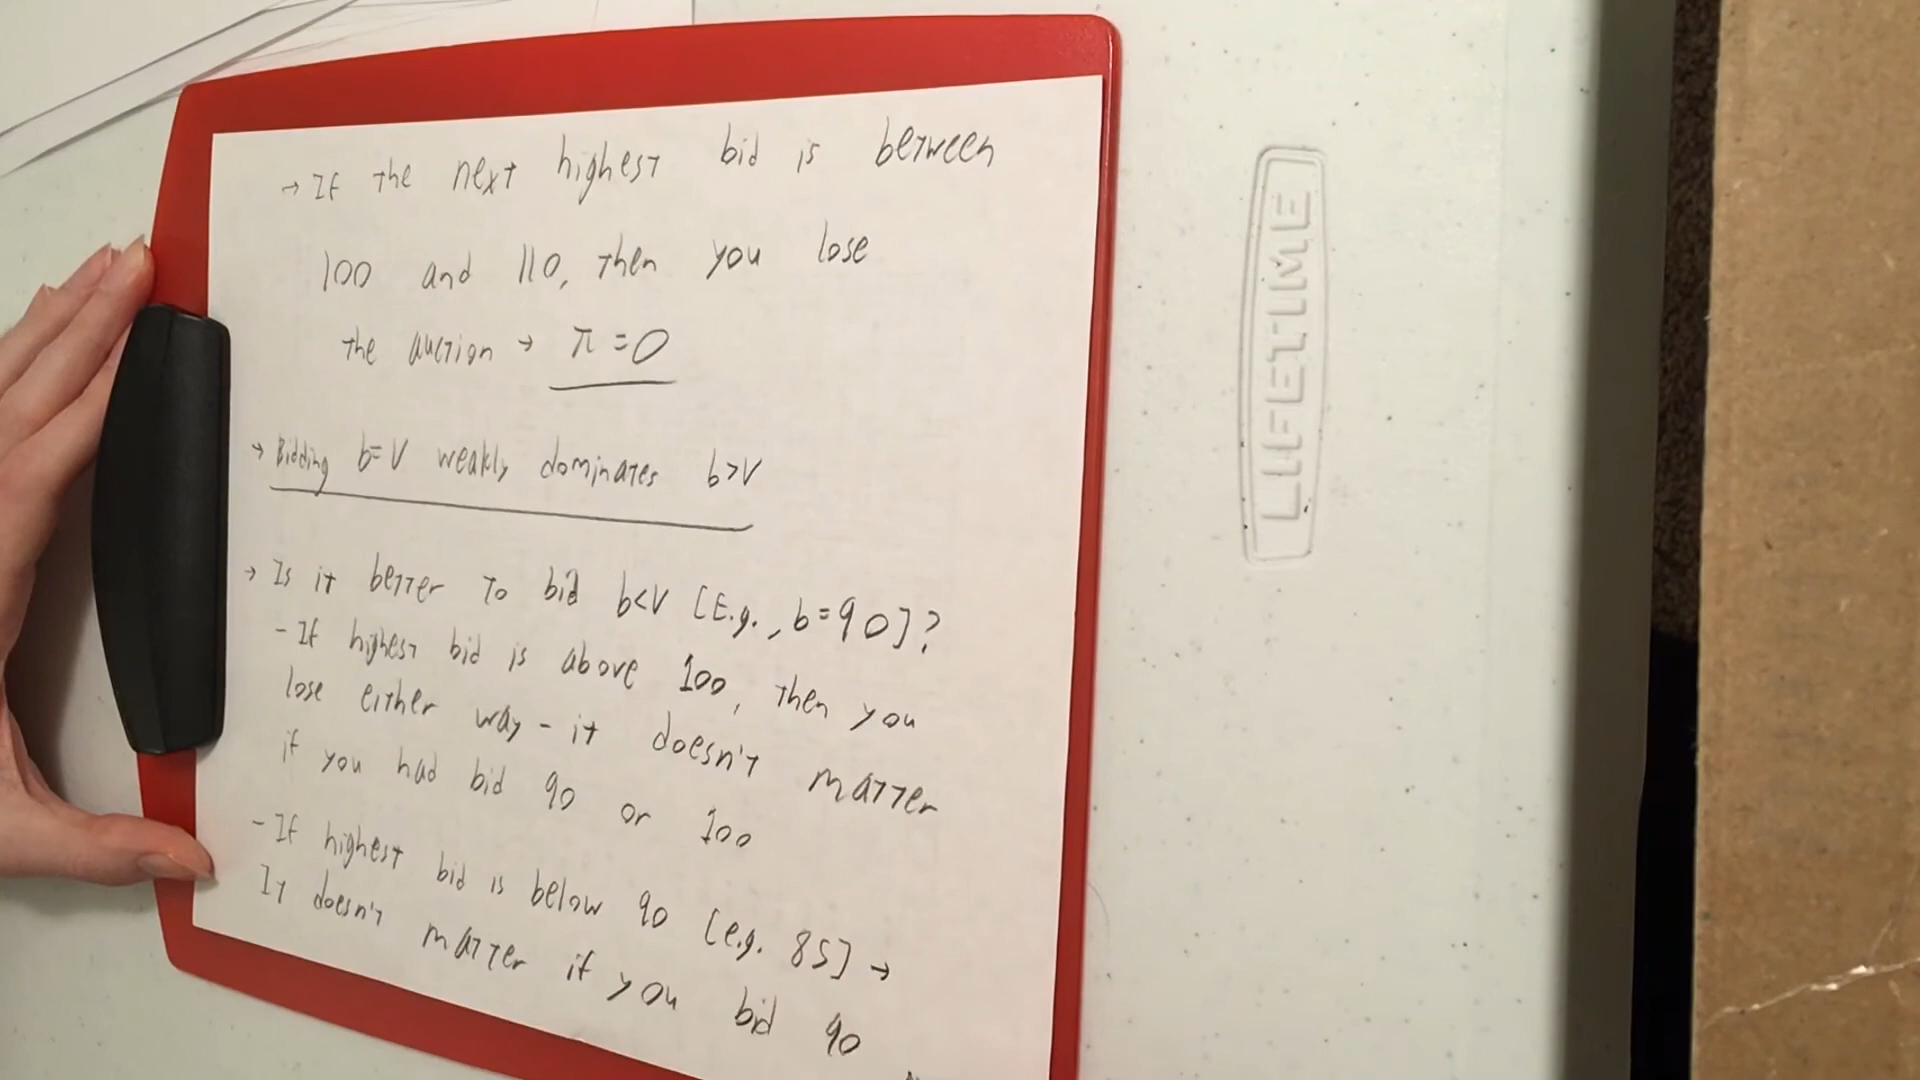 → If the next highest bid is between
100 and 110, then you lose
the auction → π = 0
→ Bidding b=V weakly dominates b>V
→ Is it better to bid b<V [E.g., b=90]?
- If highest bid is above 100, then you
lose either way - it doesn't matter
if you had bid 90 or 100
- If highest bid is below 90 [e.g. 85] →
It doesn't matter if you bid 90
LIFETIME